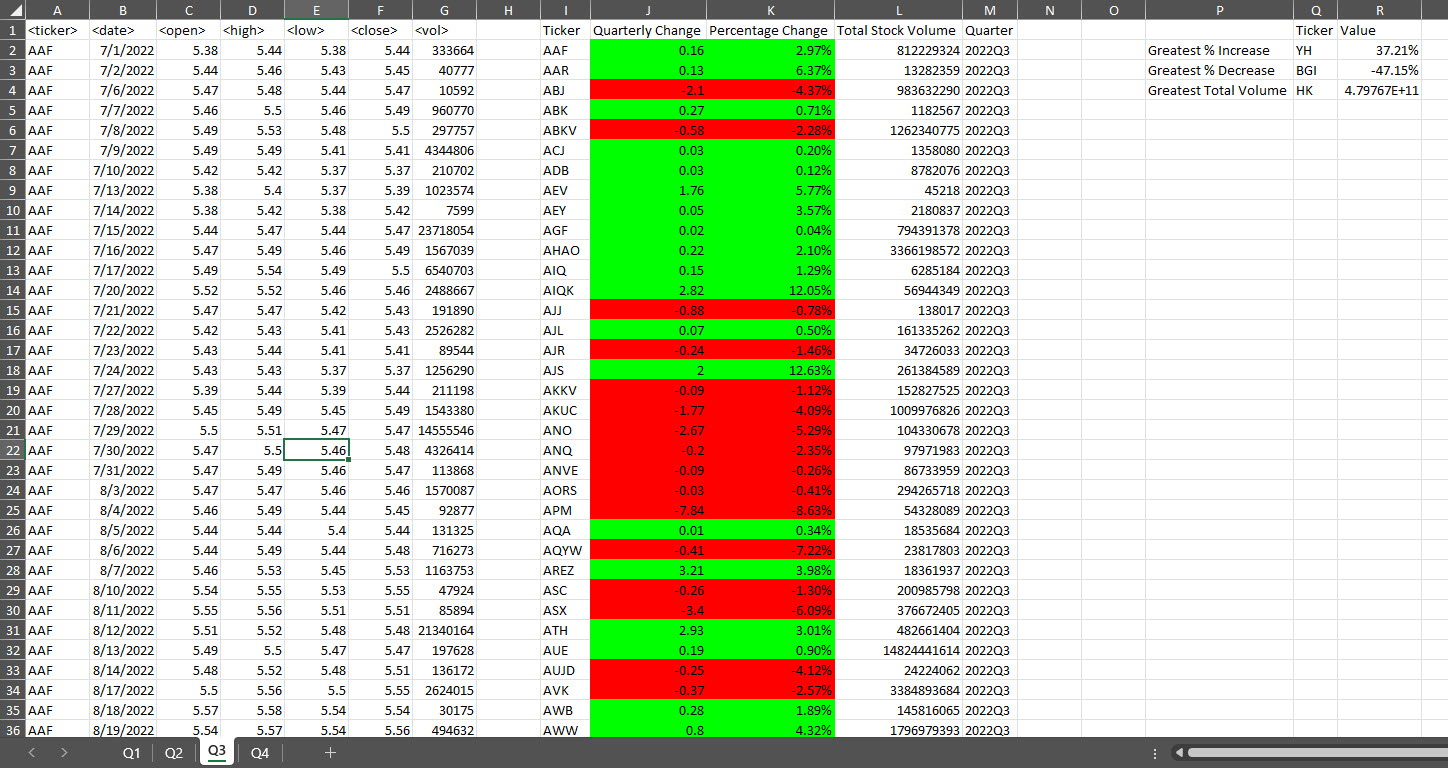 A B C D E F G H I J K L M N O P Q R
1 <ticker> <date> <open> <high> <low> <close> <vol> Ticker Quarterly Change Percentage Change Total Stock Volume Quarter Ticker Value
2 AAF 7/1/2022 5.38 5.44 5.38 5.44 333664 AAF 0.16 2.97% 812229324 2022Q3 Greatest % Increase YH 37.21%
3 AAF 7/2/2022 5.44 5.46 5.43 5.45 40777 AAR 0.13 6.37% 13282359 2022Q3 Greatest % Decrease BGI -47.15%
4 AAF 7/6/2022 5.47 5.48 5.44 5.47 10592 ABJ -2.1 -4.37% 983632290 2022Q3 Greatest Total Volume HK 4.79767E+11
5 AAF 7/7/2022 5.46 5.5 5.46 5.49 960770 ABK 0.27 0.71% 1182567 2022Q3
6 AAF 7/8/2022 5.49 5.53 5.48 5.5 297757 ABKV -0.58 -2.28% 1262340775 2022Q3
7 AAF 7/9/2022 5.49 5.49 5.41 5.41 4344806 ACJ 0.03 0.20% 1358080 2022Q3
8 AAF 7/10/2022 5.42 5.42 5.37 5.37 210702 ADB 0.03 0.12% 8782076 2022Q3
9 AAF 7/13/2022 5.38 5.4 5.37 5.39 1023574 AEV 1.76 5.77% 45218 2022Q3
10 AAF 7/14/2022 5.38 5.42 5.38 5.42 7599 AEY 0.05 3.57% 2180837 2022Q3
11 AAF 7/15/2022 5.44 5.47 5.44 5.47 23718054 AGF 0.02 0.04% 794391378 2022Q3
12 AAF 7/16/2022 5.47 5.49 5.46 5.49 1567039 AHAO 0.22 2.10% 3366198572 2022Q3
13 AAF 7/17/2022 5.49 5.54 5.49 5.5 6540703 AIQ 0.15 1.29% 6285184 2022Q3
14 AAF 7/20/2022 5.52 5.52 5.46 5.46 2488667 AIQK 2.82 12.05% 56944349 2022Q3
15 AAF 7/21/2022 5.47 5.47 5.42 5.43 191890 AJJ -0.88 -0.78% 138017 2022Q3
16 AAF 7/22/2022 5.42 5.43 5.41 5.43 2526282 AJL 0.07 0.50% 161335262 2022Q3
17 AAF 7/23/2022 5.43 5.44 5.41 5.41 89544 AJR -0.24 -1.46% 34726033 2022Q3
18 AAF 7/24/2022 5.43 5.43 5.37 5.37 1256290 AJS 2 12.63% 261384589 2022Q3
19 AAF 7/27/2022 5.39 5.44 5.39 5.44 211198 AKKV -0.09 -1.12% 152827525 2022Q3
20 AAF 7/28/2022 5.45 5.49 5.45 5.49 1543380 AKUC -1.77 -4.09% 1009976826 2022Q3
21 AAF 7/29/2022 5.5 5.51 5.47 5.47 14555546 ANO -2.67 -5.29% 104330678 2022Q3
22 AAF 7/30/2022 5.47 5.5 5.46 5.48 4326414 ANQ -0.2 -2.35% 97971983 2022Q3
23 AAF 7/31/2022 5.47 5.49 5.46 5.47 113868 ANVE -0.09 -0.26% 86733959 2022Q3
24 AAF 8/3/2022 5.47 5.47 5.46 5.46 1570087 AORS -0.03 -0.41% 294265718 2022Q3
25 AAF 8/4/2022 5.46 5.49 5.44 5.45 92877 APM -7.84 -8.63% 54328089 2022Q3
26 AAF 8/5/2022 5.44 5.44 5.4 5.44 131325 AQA 0.01 0.34% 18535684 2022Q3
27 AAF 8/6/2022 5.44 5.49 5.44 5.48 716273 AQYW -0.41 -7.22% 23817803 2022Q3
28 AAF 8/7/2022 5.46 5.53 5.45 5.53 1163753 AREZ 3.21 3.98% 18361937 2022Q3
29 AAF 8/10/2022 5.54 5.55 5.53 5.55 47924 ASC -0.26 -1.30% 200985798 2022Q3
30 AAF 8/11/2022 5.55 5.56 5.51 5.51 85894 ASX -3.4 -6.09% 376672405 2022Q3
31 AAF 8/12/2022 5.51 5.52 5.48 5.48 21340164 ATH 2.93 3.01% 482661404 2022Q3
32 AAF 8/13/2022 5.49 5.5 5.47 5.47 197628 AUE 0.19 0.90% 14824441614 2022Q3
33 AAF 8/14/2022 5.48 5.52 5.48 5.51 136172 AUJD -0.25 -4.12% 24224062 2022Q3
34 AAF 8/17/2022 5.5 5.56 5.5 5.55 2624015 AVK -0.37 -2.57% 3384893684 2022Q3
35 AAF 8/18/2022 5.57 5.58 5.54 5.54 30175 AWB 0.28 1.89% 145816065 2022Q3
36 AAF 8/19/2022 5.54 5.57 5.54 5.56 494632 AWW 0.8 4.32% 1796979393 2022Q3
Q1 Q2 Q3 Q4